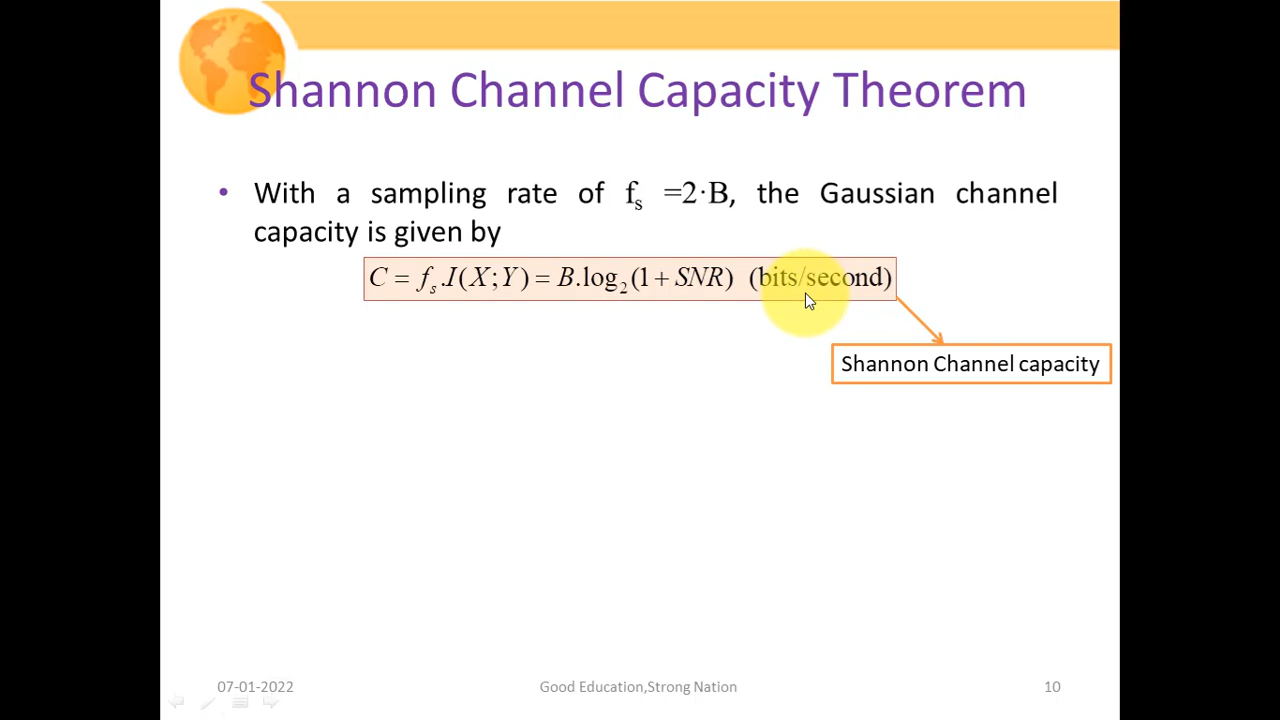 Shannon Channel Capacity Theorem
• With a sampling rate of fₛ =2·B, the Gaussian channel
capacity is given by
C = fₛ.I(X;Y) = B.log₂(1+SNR) (bits/second)
Shannon Channel capacity
07-01-2022 Good Education,Strong Nation 10